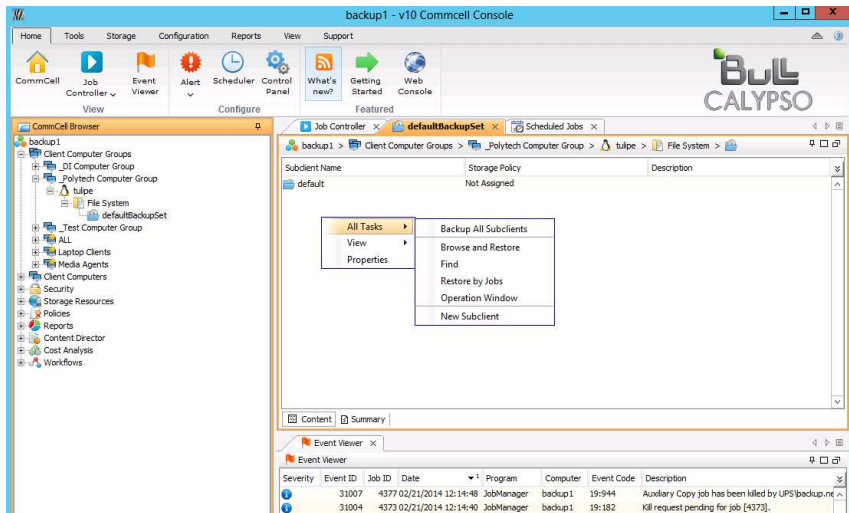 backup1 - v10 Commcell Console
Home Tools Storage Configuration Reports View Support
CommCell
Job Controller
Event Viewer
Alert
Scheduler
Control Panel
What's new?
Getting Started
Web Console
View Configure Featured
Bull
CALYPSO
CommCell Browser
Job Controller defaultBackupSet Scheduled Jobs
backup1
Client Computer Groups
_DI Computer Group
_Polytech Computer Group
tulipe
File System
defaultBackupSet
_Test Computer Group
ALL
Laptop Clients
Media Agents
Client Computers
Security
Storage Resources
Policies
Reports
Content Director
Cost Analysis
Workflows
backup1 > Client Computer Groups > _Polytech Computer Group > tulipe > File System >
Subclient Name Storage Policy Description
default Not Assigned
All Tasks
View
Properties
Backup All Subclients
Browse and Restore
Find
Restore by Jobs
Operation Window
New Subclient
Content Summary
Event Viewer
Event Viewer
Severity Event ID Job ID Date 1 Program Computer Event Code Description
31007 4377 02/21/2014 12:14:48 JobManager backup1 19:944 Auxiliary Copy job has been killed by UPS\backup.ne
31004 4373 02/21/2014 12:14:40 JobManager backup1 19:182 Kill request pending for job [4373].